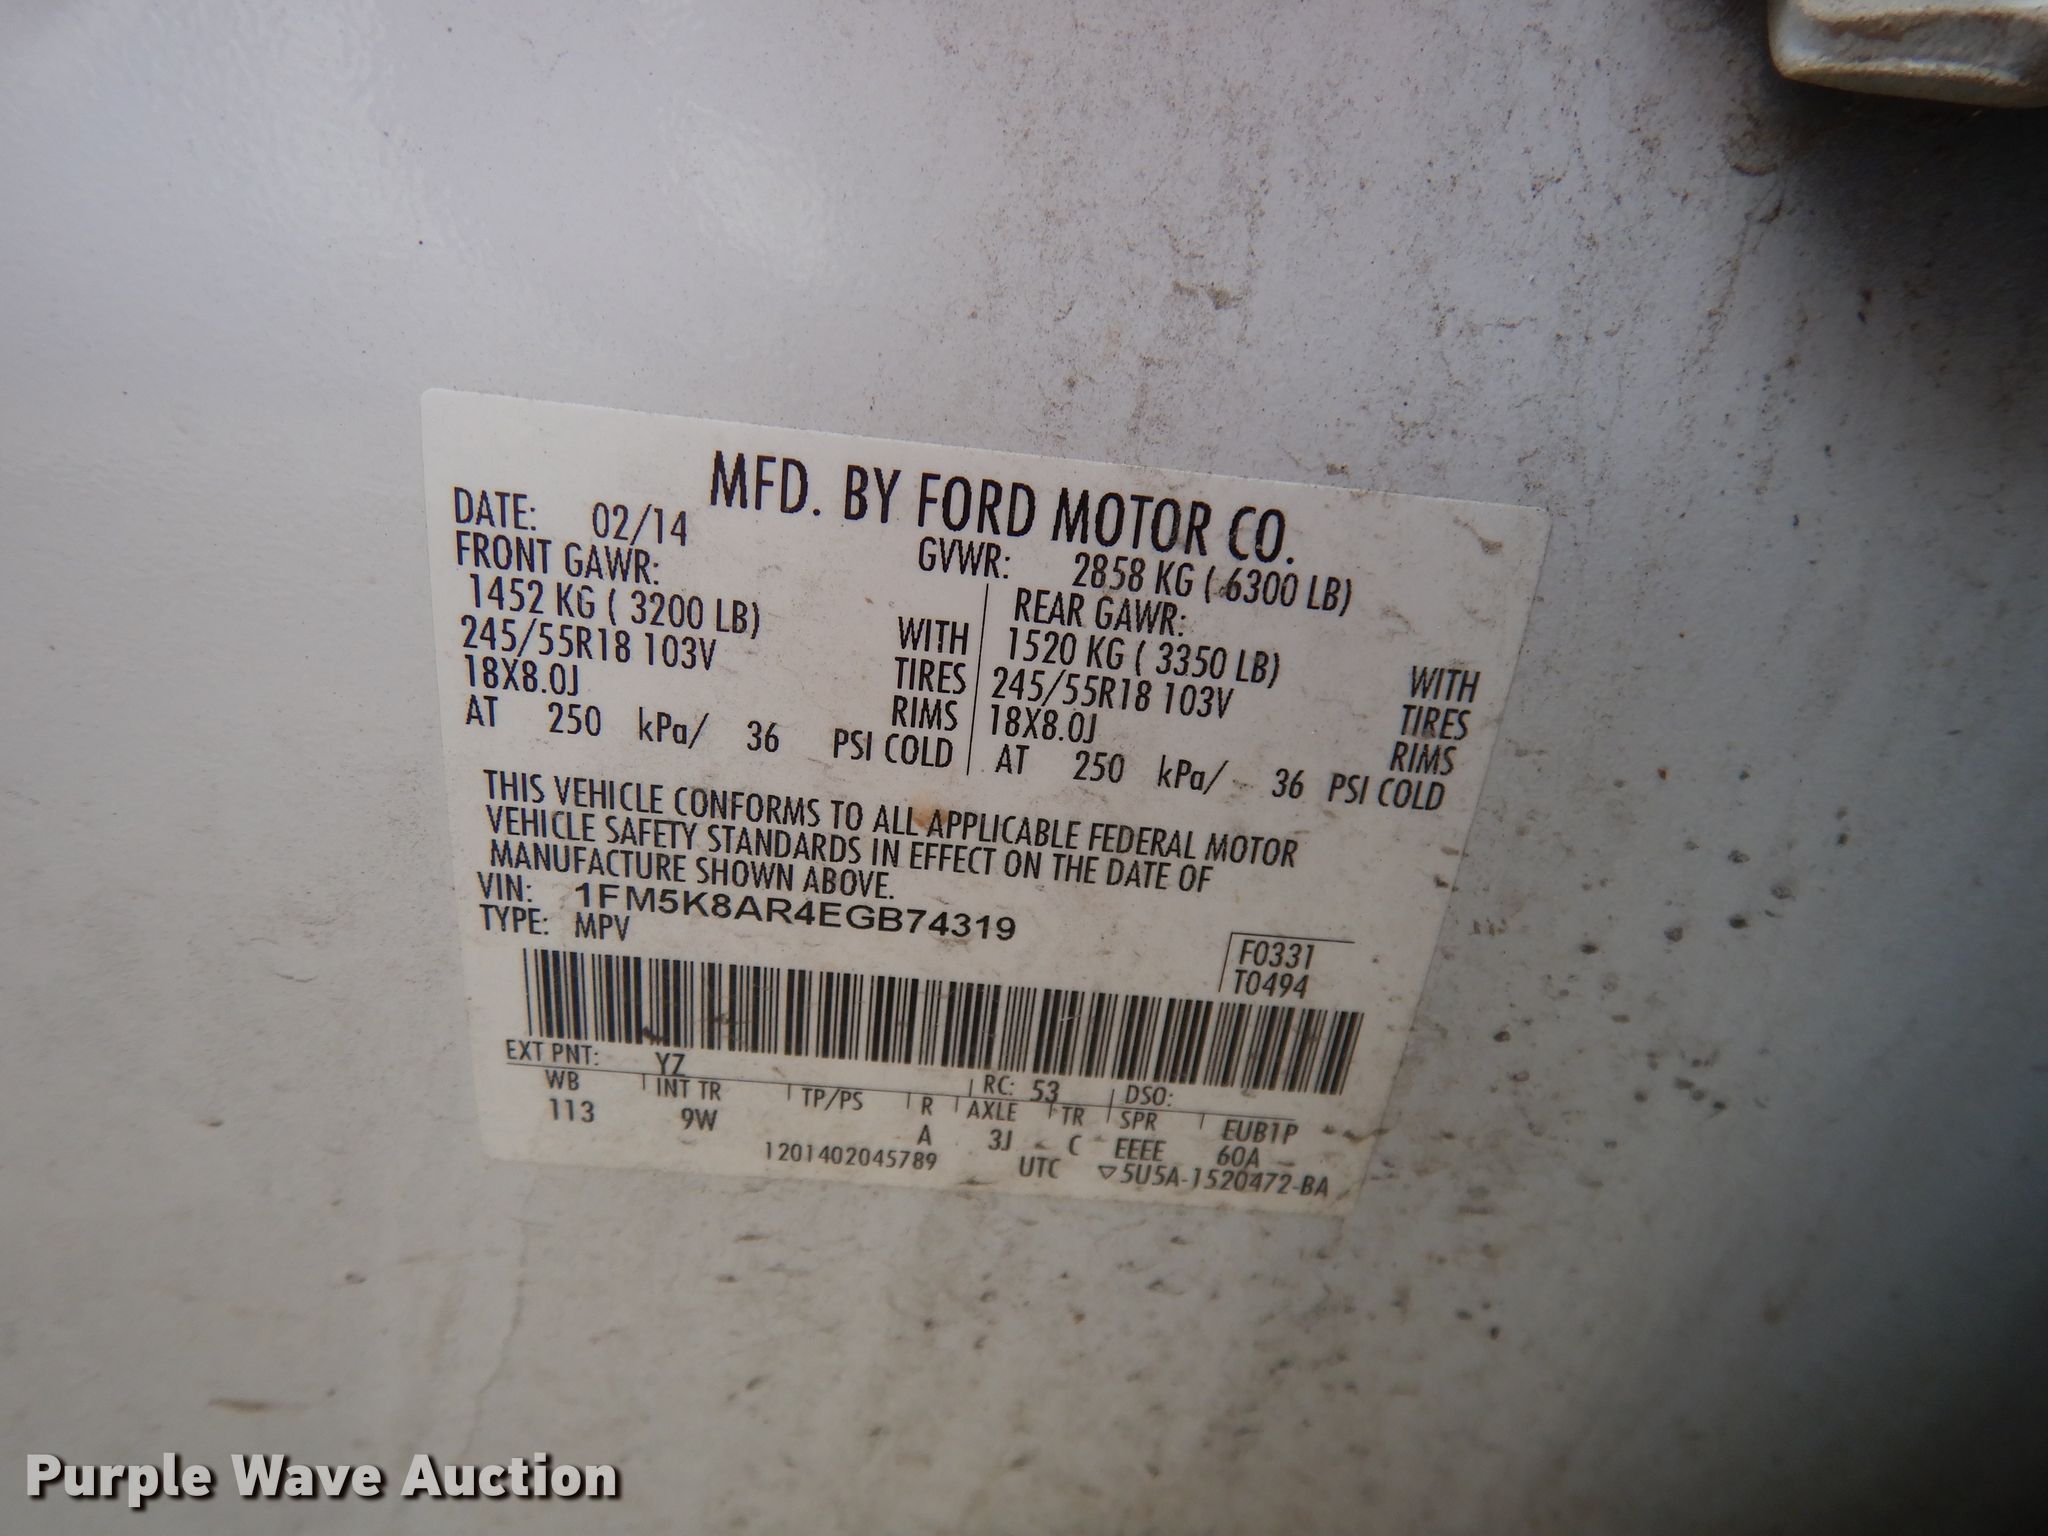 MFD. BY FORD MOTOR CO.
DATE: 02/14 GVWR: 2858 KG ( 6300 LB)
FRONT GAWR: REAR GAWR:
1452 KG ( 3200 LB) WITH 1520 KG ( 3350 LB) WITH
245/55R18 103V TIRES 245/55R18 103V TIRES
18X8.0J RIMS 18X8.0J RIMS
AT 250 kPa/ 36 PSI COLD AT 250 kPa/ 36 PSI COLD
THIS VEHICLE CONFORMS TO ALL APPLICABLE FEDERAL MOTOR
VEHICLE SAFETY STANDARDS IN EFFECT ON THE DATE OF
MANUFACTURE SHOWN ABOVE.
VIN: 1FM5K8AR4EGB74319
TYPE: MPV
F0331
T0494
EXT PNT: YZ RC: 53 DSO:
WB INT TR TP/PS R AXLE TR SPR EUB1P
113 9W A 3J C EEEE 60A
1201402045789 UTC ▽5U5A-1520472-BA
Purple Wave Auction